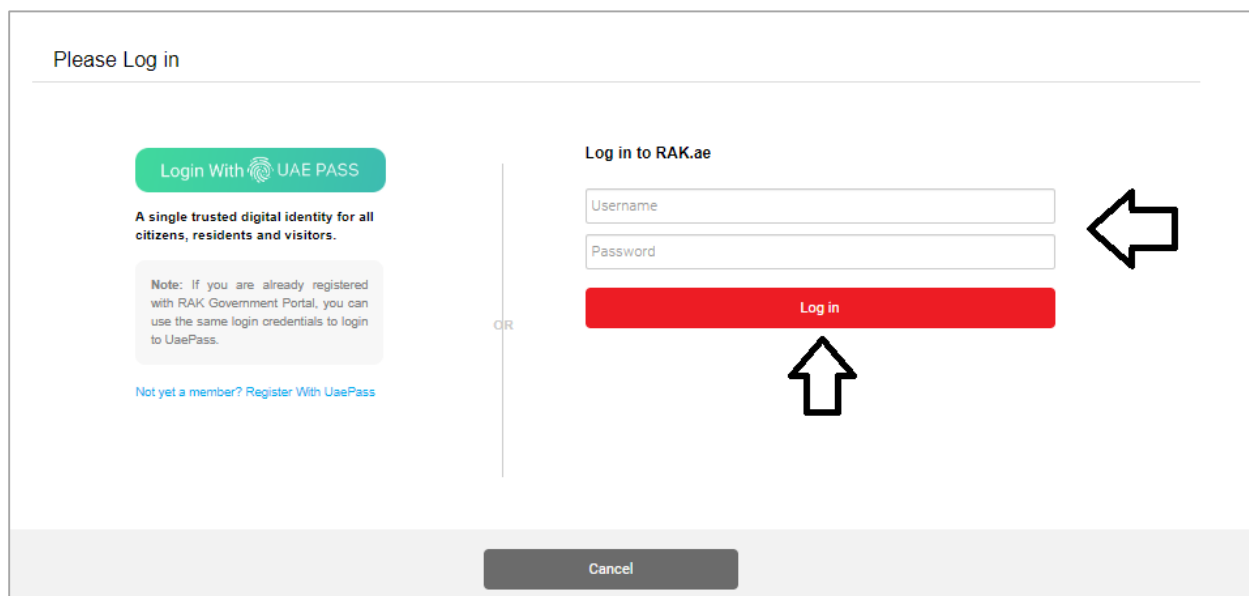 Please Log in
Login With UAE PASS
A single trusted digital identity for all
citizens, residents and visitors.
Note: If you are already registered
with RAK Government Portal, you can
use the same login credentials to login
to UaePass.
Not yet a member? Register With UaePass
OR
Log in to RAK.ae
Username
Password
Log in
Cancel